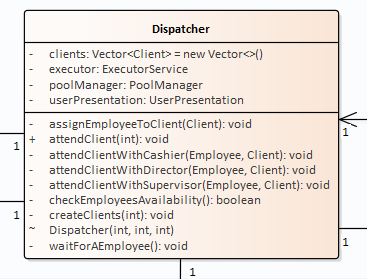 Dispatcher
- clients: Vector<Client> = new Vector<>()
- executor: ExecutorService
- poolManager: PoolManager
- userPresentation: UserPresentation
- assignEmployeeToClient(Client): void
+ attendClient(int): void
- attendClientWithCashier(Employee, Client): void
- attendClientWithDirector(Employee, Client): void
- attendClientWithSupervisor(Employee, Client): void
- checkEmployeesAvailability(): boolean
- createClients(int): void
~ Dispatcher(int, int, int)
- waitForAEmployee(): void
1
1
1
1
1